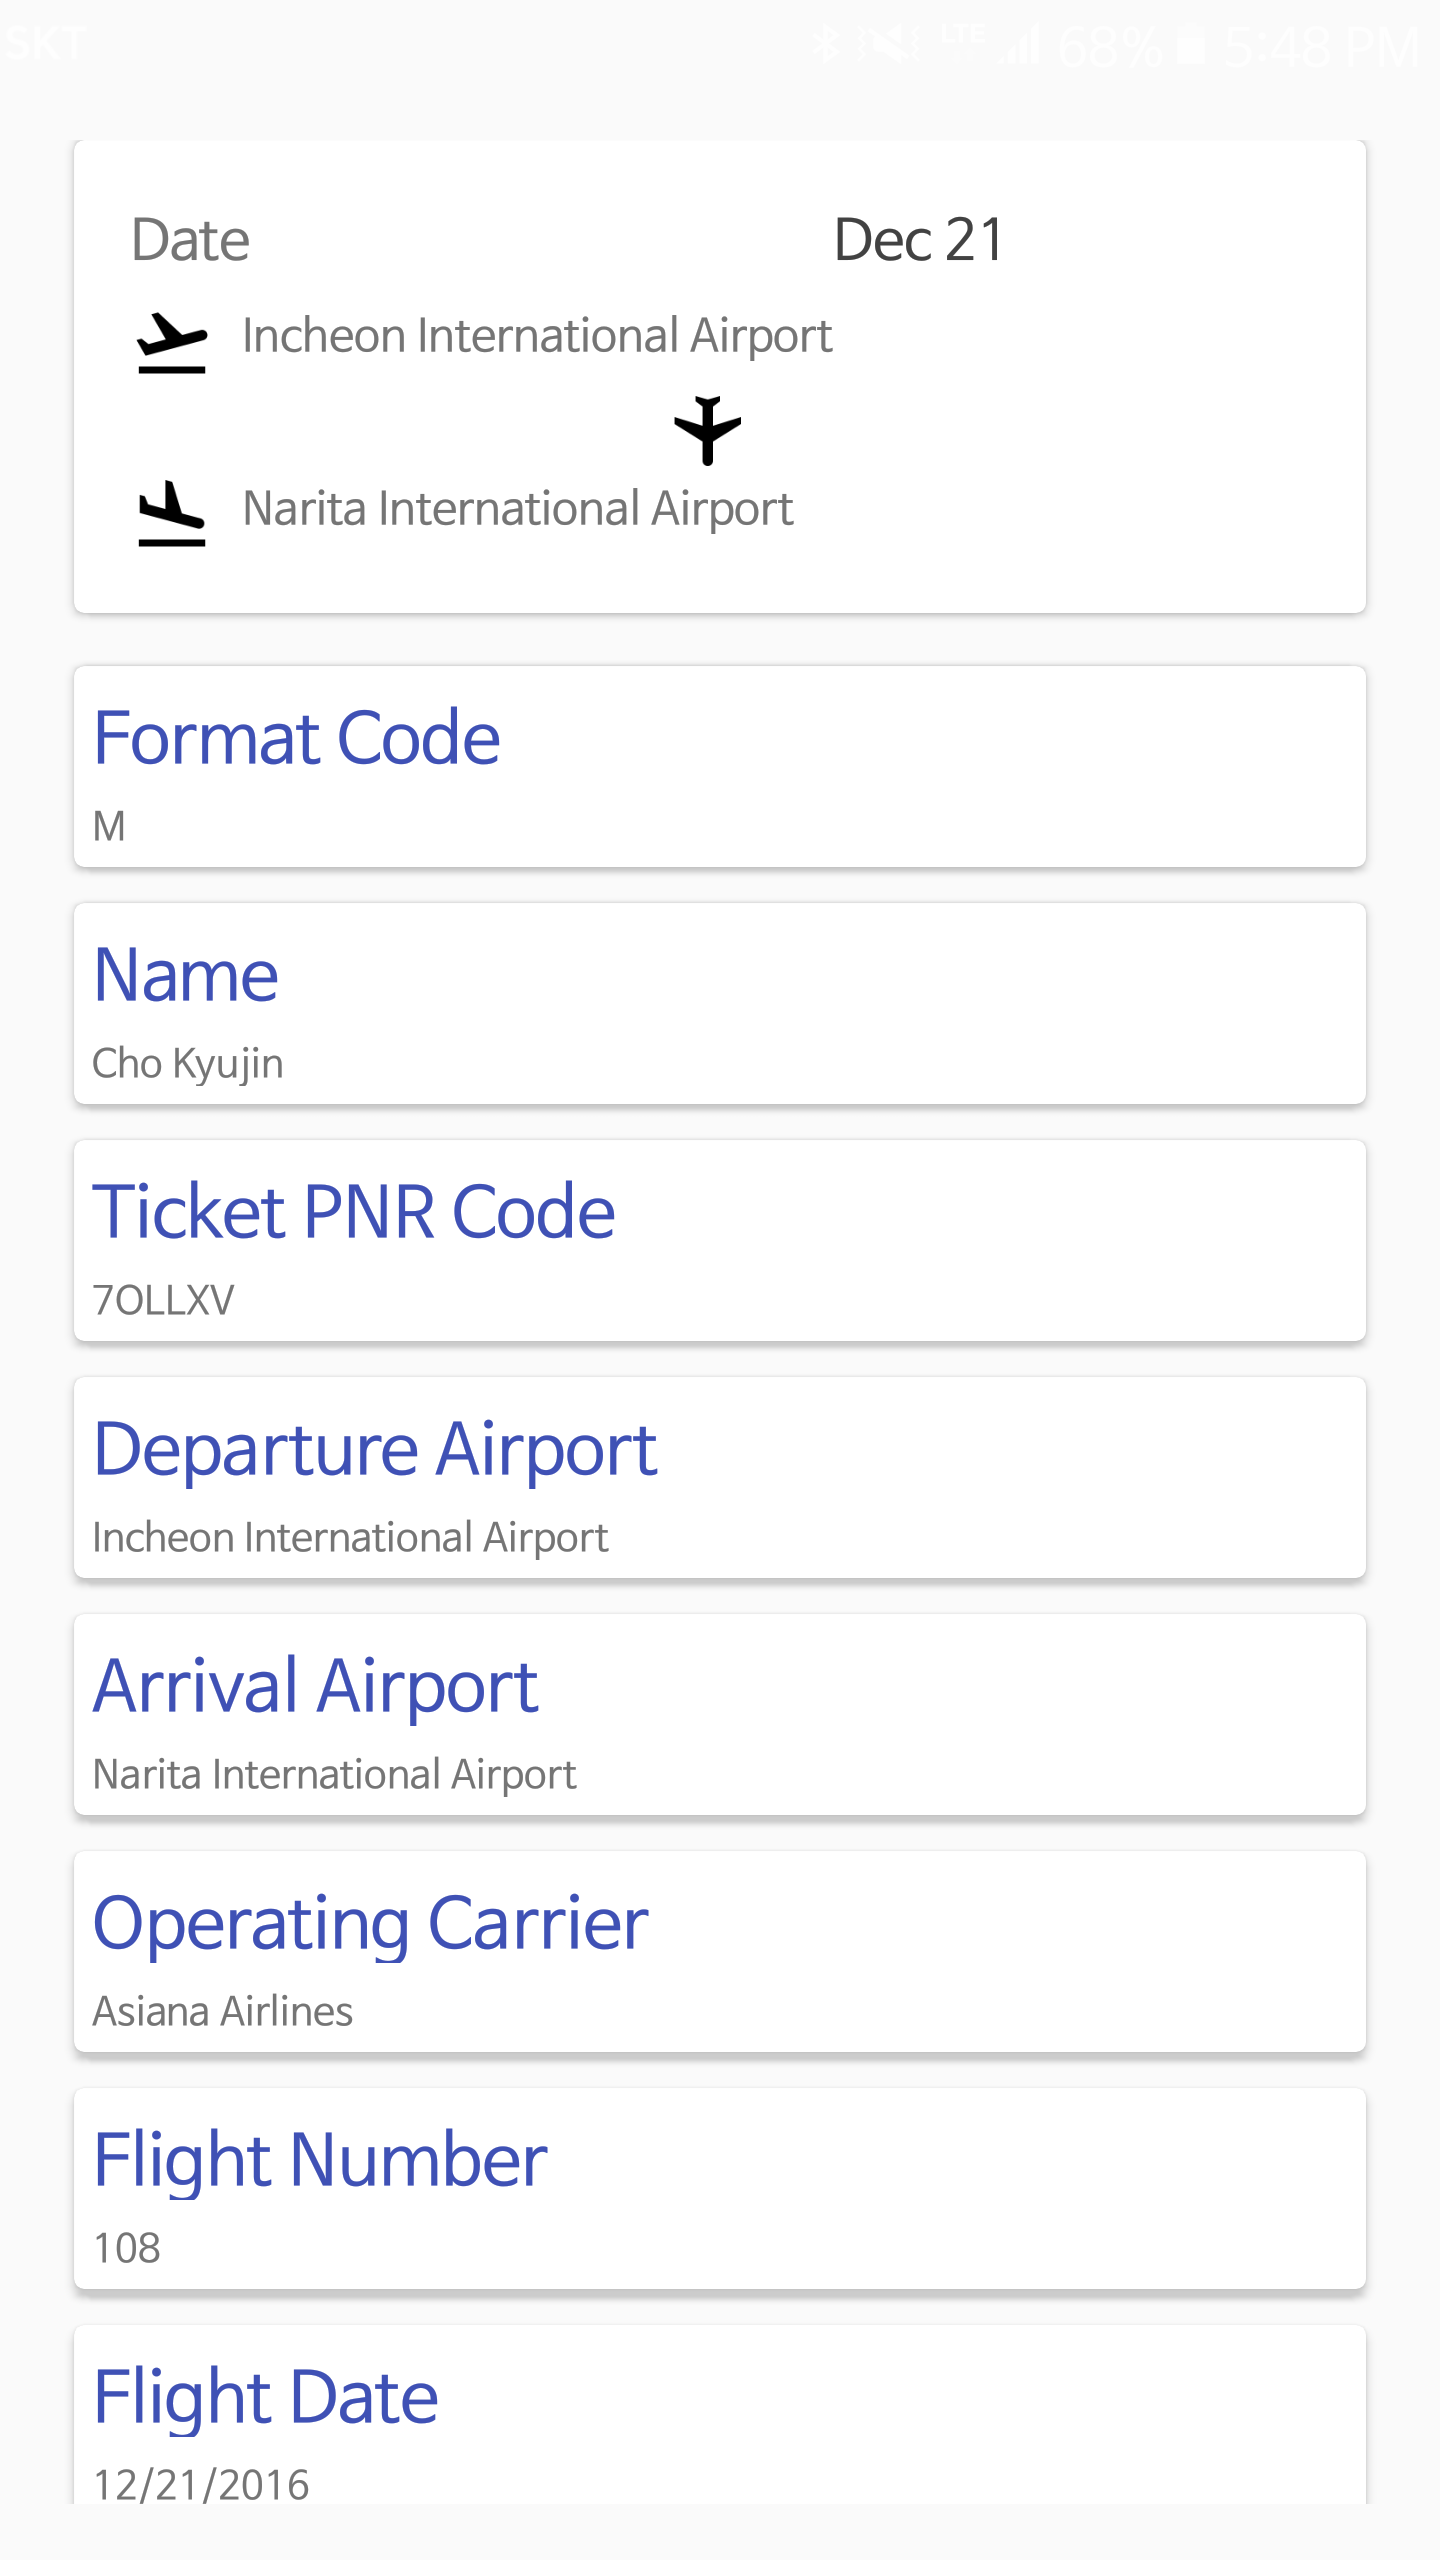 SKT LTE 68% 5:48 PM
Date Dec 21
Incheon International Airport
Narita International Airport
Format Code
M
Name
Cho Kyujin
Ticket PNR Code
7OLLXV
Departure Airport
Incheon International Airport
Arrival Airport
Narita International Airport
Operating Carrier
Asiana Airlines
Flight Number
108
Flight Date
12/21/2016